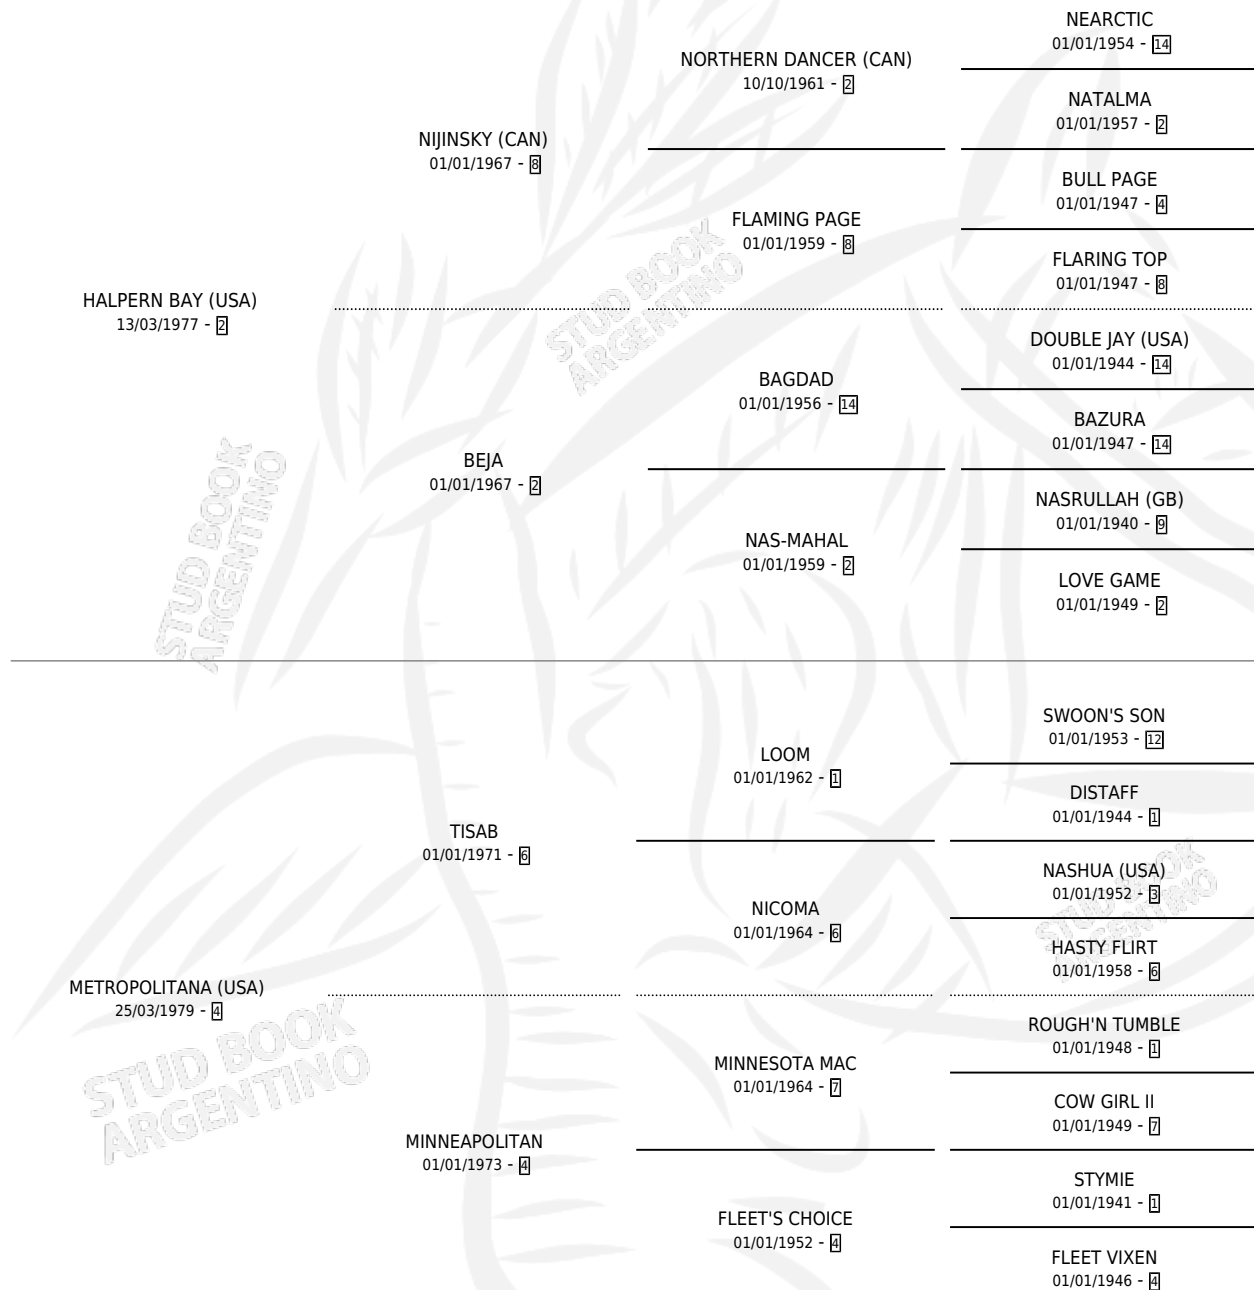 NEARCTIC
01/01/1954 - 14
NORTHERN DANCER (CAN)
10/10/1961 - 2
NATALMA
01/01/1957 - 2
NIJINSKY (CAN)
01/01/1967 - 8
BULL PAGE
01/01/1947 - 4
FLAMING PAGE
01/01/1959 - 8
FLARING TOP
01/01/1947 - 8
HALPERN BAY (USA)
13/03/1977 - 2
DOUBLE JAY (USA)
01/01/1944 - 14
BAGDAD
01/01/1956 - 14
BAZURA
01/01/1947 - 14
BEJA
01/01/1967 - 2
NASRULLAH (GB)
01/01/1940 - 9
NAS-MAHAL
01/01/1959 - 2
LOVE GAME
01/01/1949 - 2
SWOON'S SON
01/01/1953 - 12
LOOM
01/01/1962 - 1
DISTAFF
01/01/1944 - 1
TISAB
01/01/1971 - 6
NASHUA (USA)
01/01/1952 - 3
NICOMA
01/01/1964 - 6
HASTY FLIRT
01/01/1958 - 6
METROPOLITANA (USA)
25/03/1979 - 4
ROUGH'N TUMBLE
01/01/1948 - 1
MINNESOTA MAC
01/01/1964 - 7
COW GIRL II
01/01/1949 - 7
MINNEAPOLITAN
01/01/1973 - 4
STYMIE
01/01/1941 - 1
FLEET'S CHOICE
01/01/1952 - 4
FLEET VIXEN
01/01/1946 - 4
STUD BOOK
ARGENTINO
STUD BOOK
ARGENTINO
STUD BOOK
ARGENTINO
STUD BOOK
ARGENTINO